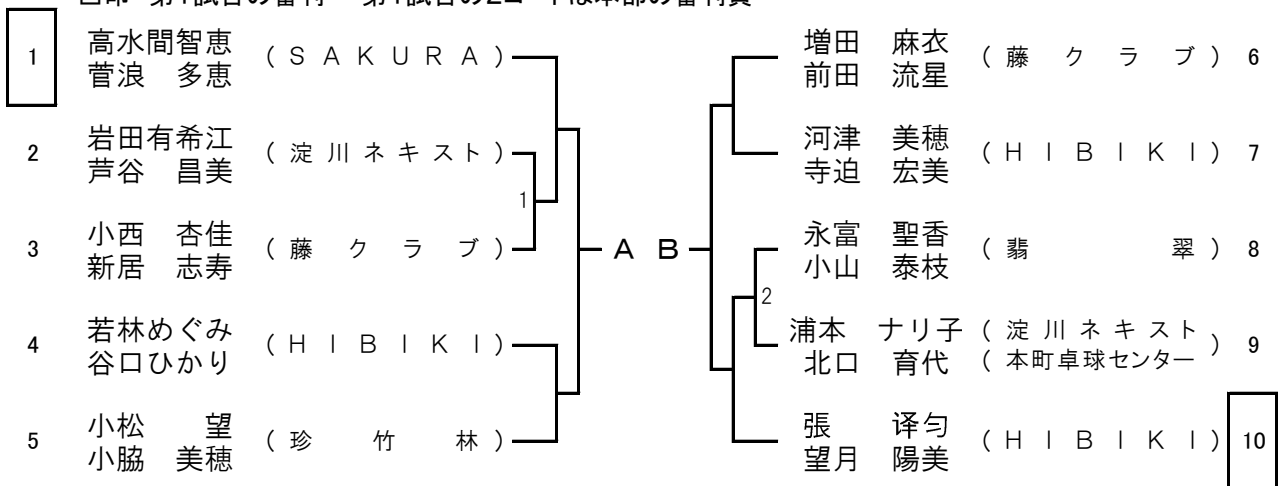 1 高水間智恵 菅浪 多恵 (SAKURA)
2 岩田有希江 芦谷 昌美 (淀川ネキスト)
1
3 小西 杏佳 新居 志寿 (藤クラブ)
4 若林めぐみ 谷口ひかり (HIBIKI)
5 小松 望 小脇 美穂 (珍竹林)
A B
増田 麻衣 前田 流星 (藤クラブ) 6
河津 美穂 寺迫 宏美 (HIBIKI) 7
永富 聖香 小山 泰枝 (翡翠) 8
2
浦本 ナリ子 (淀川ネキスト) 北口 育代 (本町卓球センター) 9
張 译匀 望月 陽美 (HIBIKI) 10